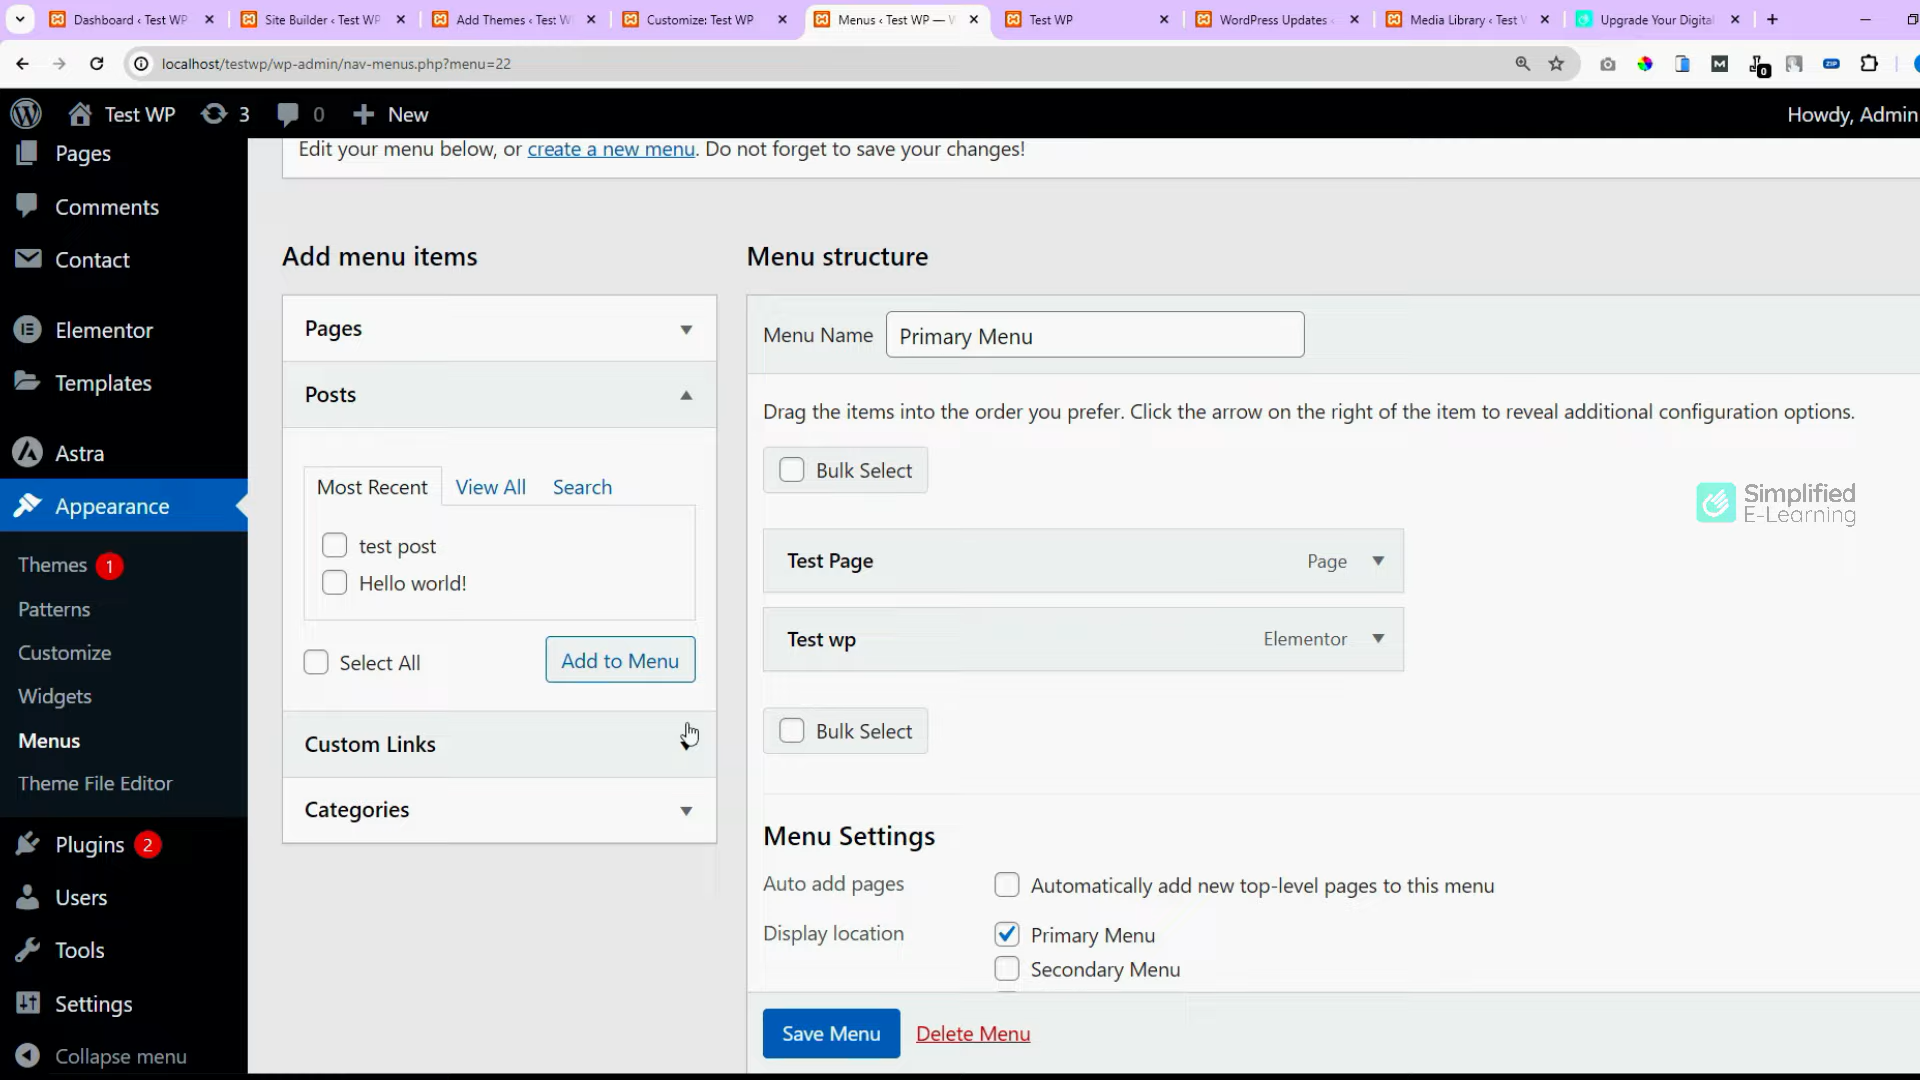 Dashboard ‹ Test WP
Site Builder ‹ Test WP
Add Themes ‹ Test W
Customize: Test WP
Menus ‹ Test WP — W
Test WP
WordPress Updates ‹
Media Library ‹ Test W
Upgrade Your Digital
localhost/testwp/wp-admin/nav-menus.php?menu=22
M
0
ZIP
Test WP
3
0
New
Howdy, Admin
Pages
Comments
Contact
Elementor
Templates
Astra
Appearance
Themes 1
Patterns
Customize
Widgets
Menus
Theme File Editor
Plugins 2
Users
Tools
Settings
Collapse menu
Edit your menu below, or create a new menu. Do not forget to save your changes!
Add menu items
Pages
Posts
Most Recent View All Search
test post
Hello world!
Select All
Add to Menu
Custom Links
Categories
Menu structure
Menu Name Primary Menu
Drag the items into the order you prefer. Click the arrow on the right of the item to reveal additional configuration options.
Bulk Select
Simplified
E-Learning
Test Page Page
Test wp Elementor
Bulk Select
Menu Settings
Auto add pages
Automatically add new top-level pages to this menu
Display location
Primary Menu
Secondary Menu
Save Menu
Delete Menu